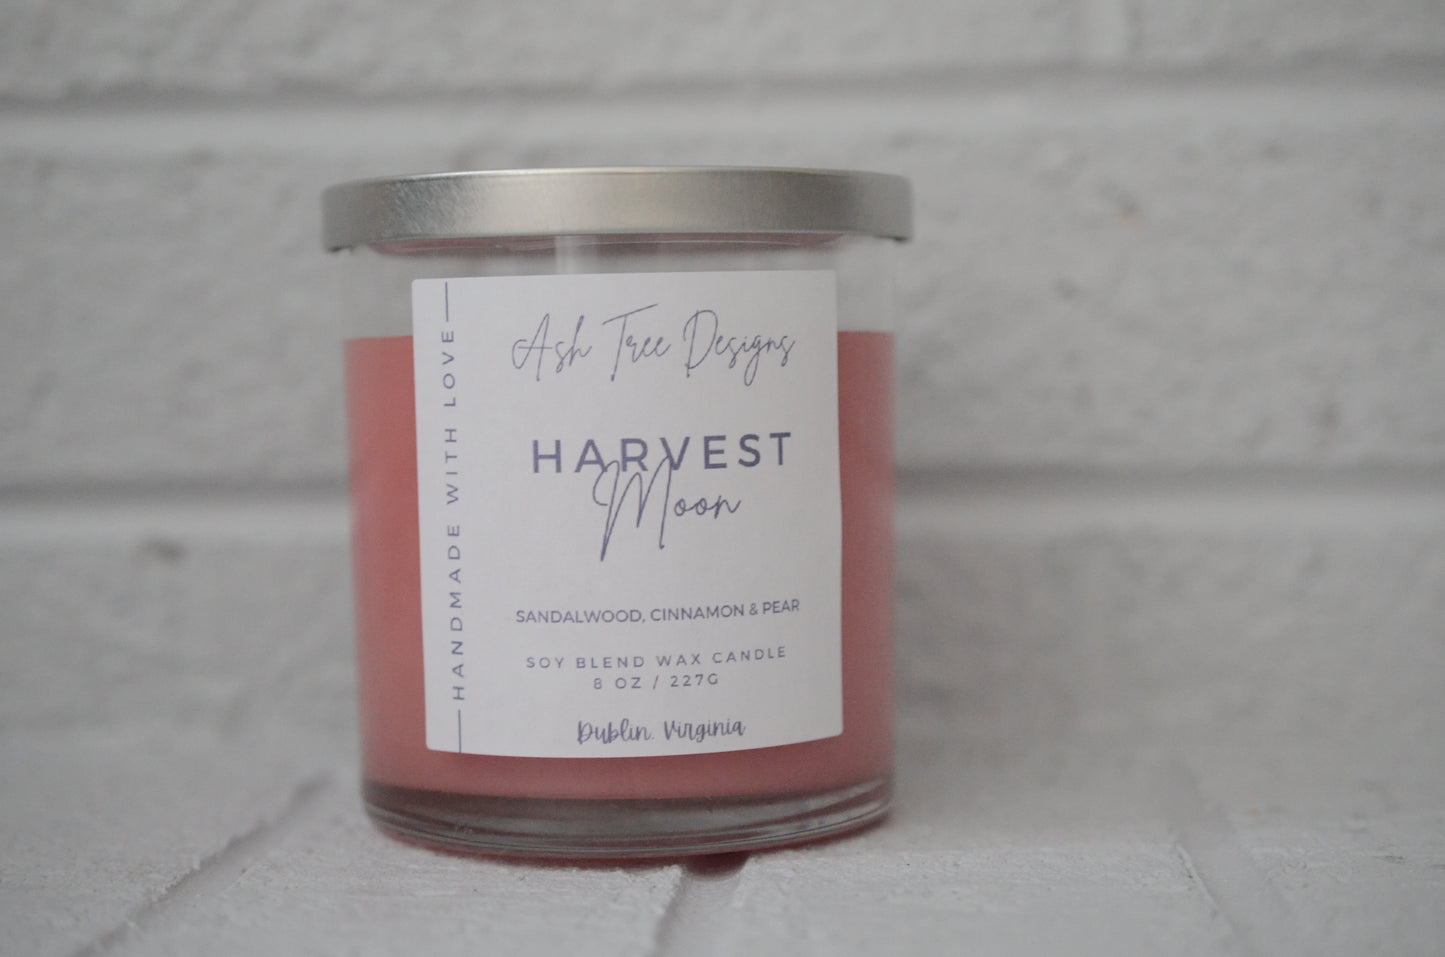 Ash Tree Designs
HARVEST
Moon
SANDALWOOD, CINNAMON & PEAR
SOY BLEND WAX CANDLE
8 OZ / 227G
Dublin. Virginia
HANDMADE WITH LOVE